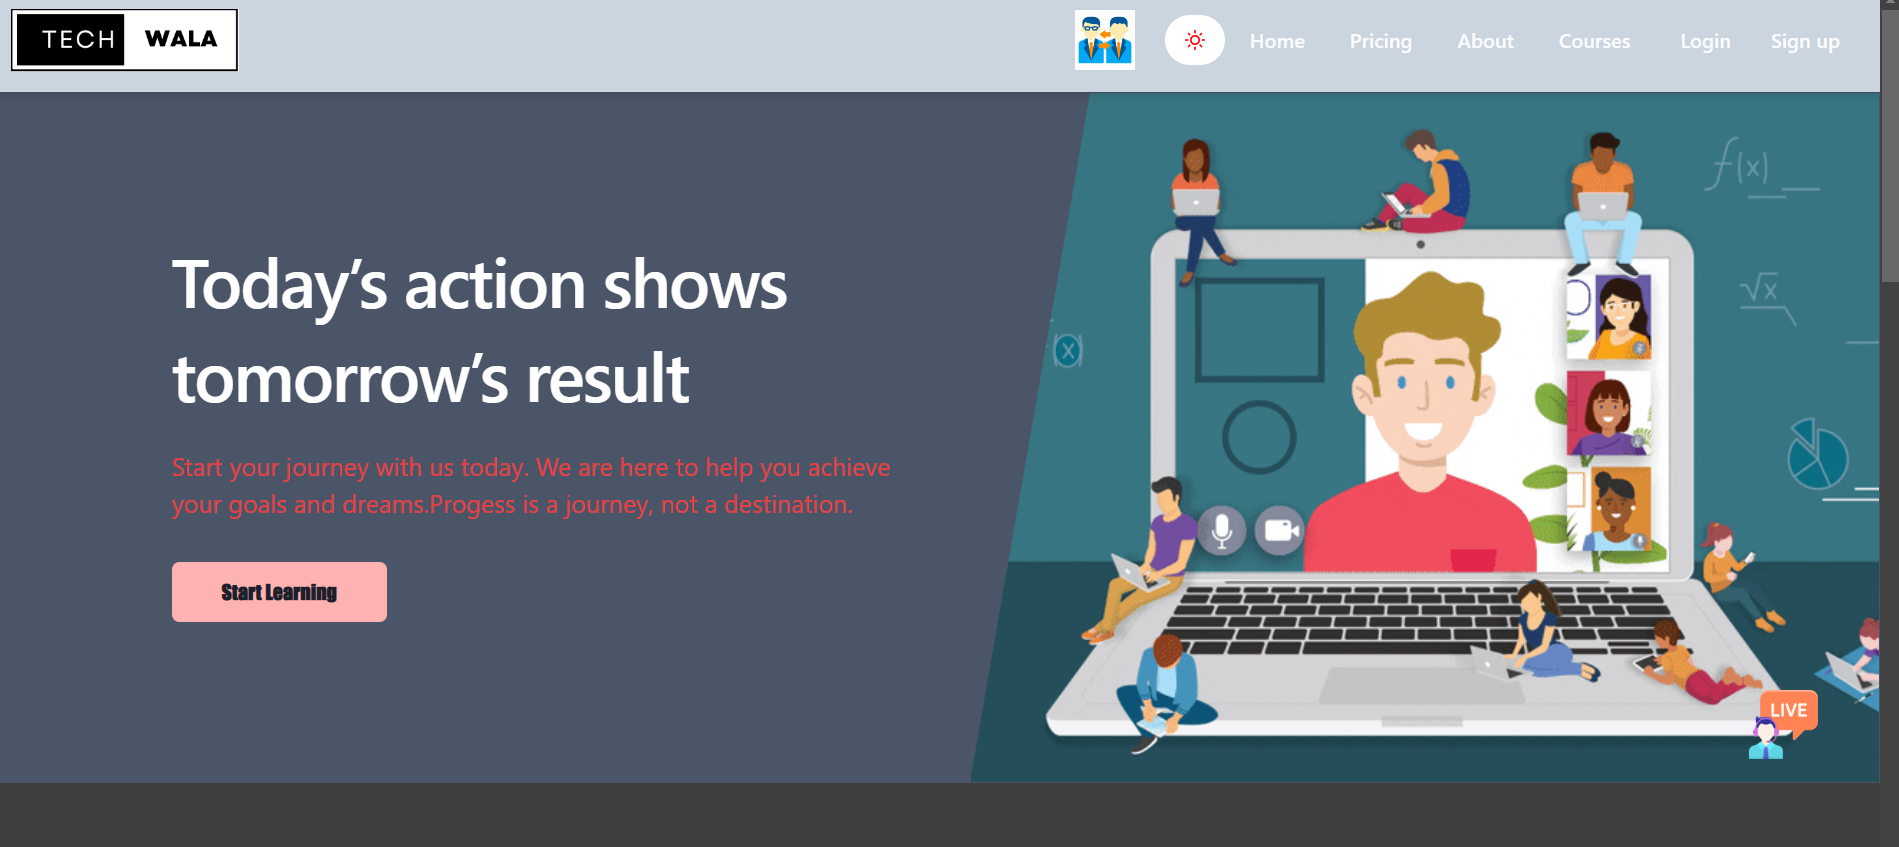 TECH WALA
Home Pricing About Courses Login Sign up
Today’s action shows
tomorrow’s result
Start your journey with us today. We are here to help you achieve
your goals and dreams.Progess is a journey, not a destination.
Start Learning
f(x)
√x
(x)
LIVE